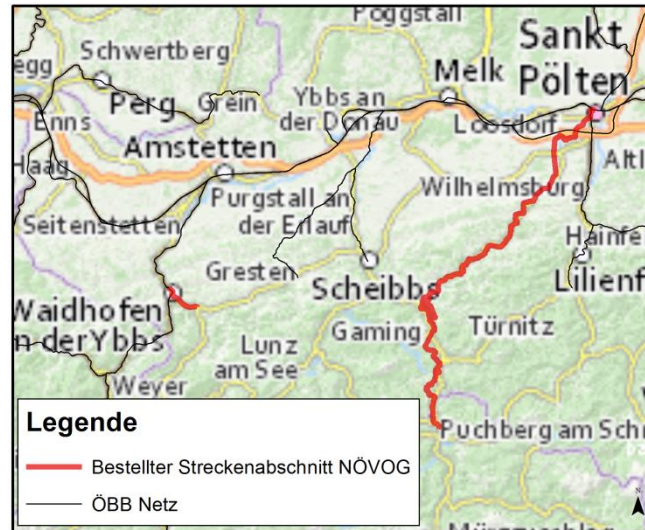 Poggstall
Sankt
Schwertberg
Melk
Pölten
egg
Perg
Grein
Ybbs an
der Donau
Loosdorf
Enns
Haag
Amstetten
Altl
Wilhelmsburg
Purgstall an
der Erlauf
Seitenstetten
Hainfe
Gresten
Scheibbs
Lilienf
Waidhofen
n der Ybbs
Gaming
Türnitz
Lunz
am See
Weyer
Puchberg am Schn
Legende
Bestellter Streckenabschnitt NÖVOG
ÖBB Netz
N